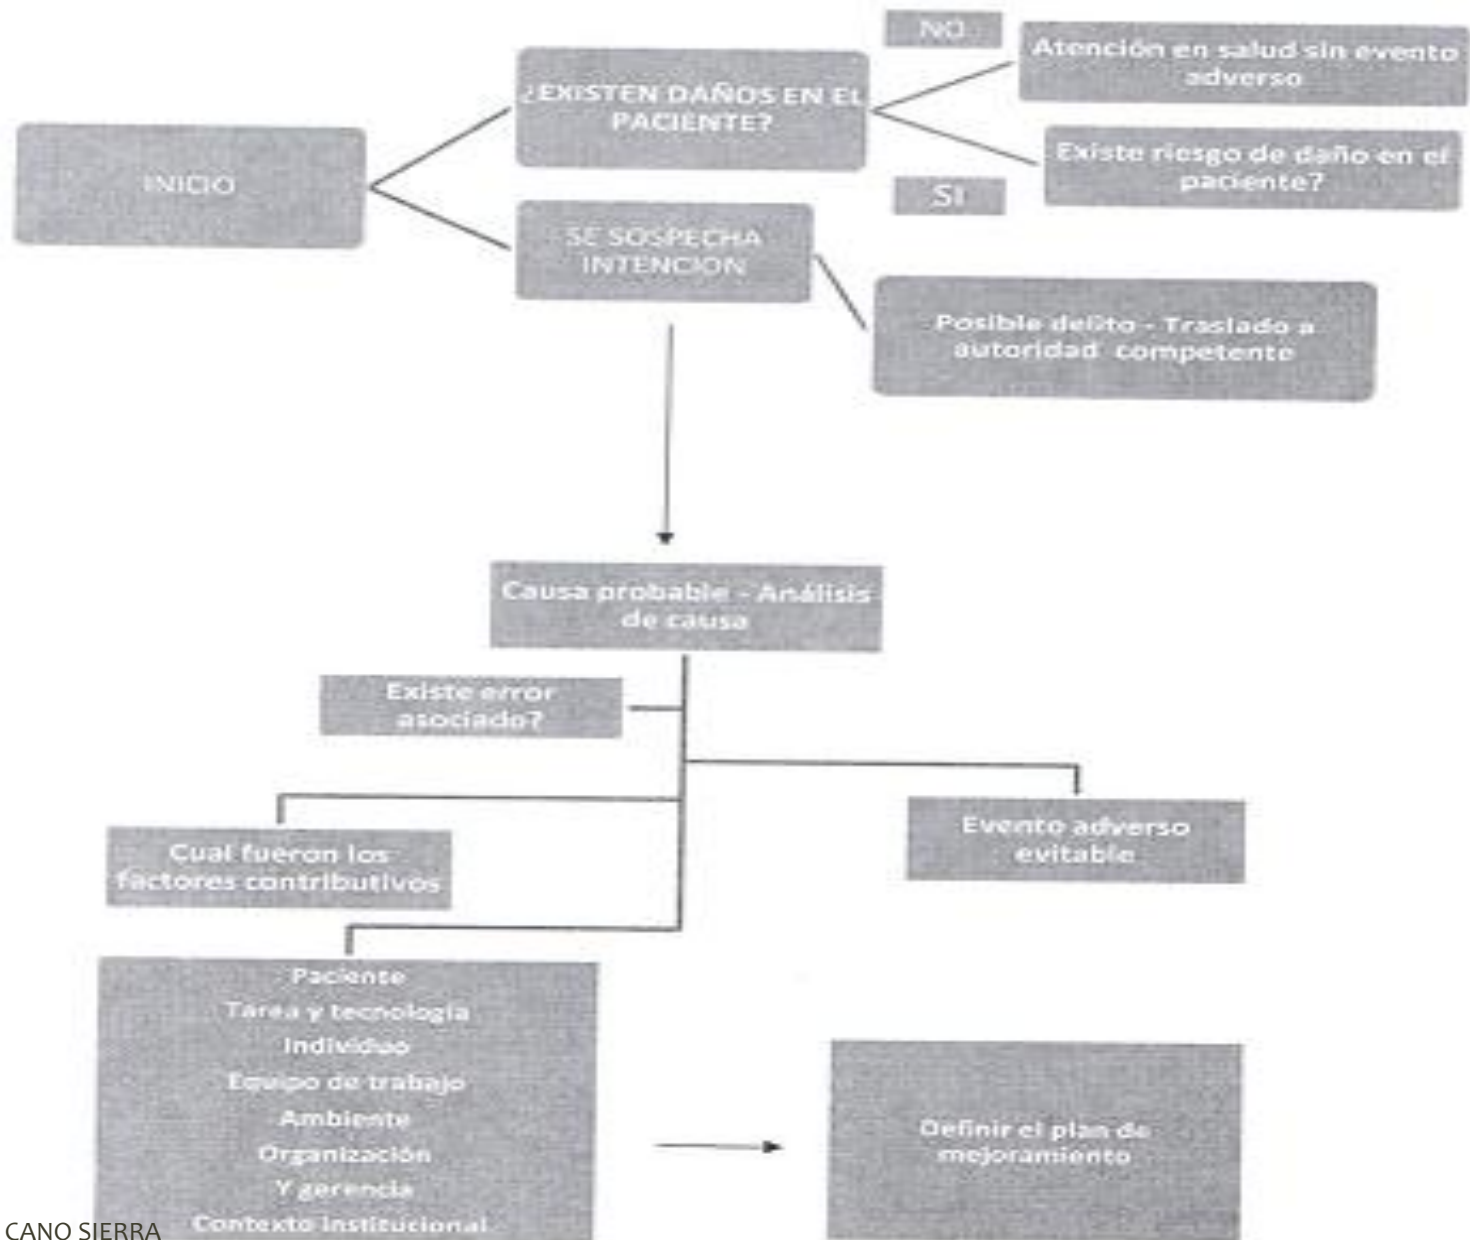 NO
Atención en salud sin evento
adverso
¿EXISTEN DAÑOS EN EL
PACIENTE?
Existe riesgo de daño en el
paciente?
INICIO
SI
SE SOSPECHA
INTENCION
Posible delito - Traslado a
autoridad competente
Causa probable - Análisis
de causa
Existe error
asociado?
Cual fueron los
factores contributivos
Evento adverso
evitable
Paciente
Tarea y tecnología
Individuo
Equipo de trabajo
Ambiente
Organización
Y gerencia
Contexto institucional
Definir el plan de
mejoramiento
CANO SIERRA